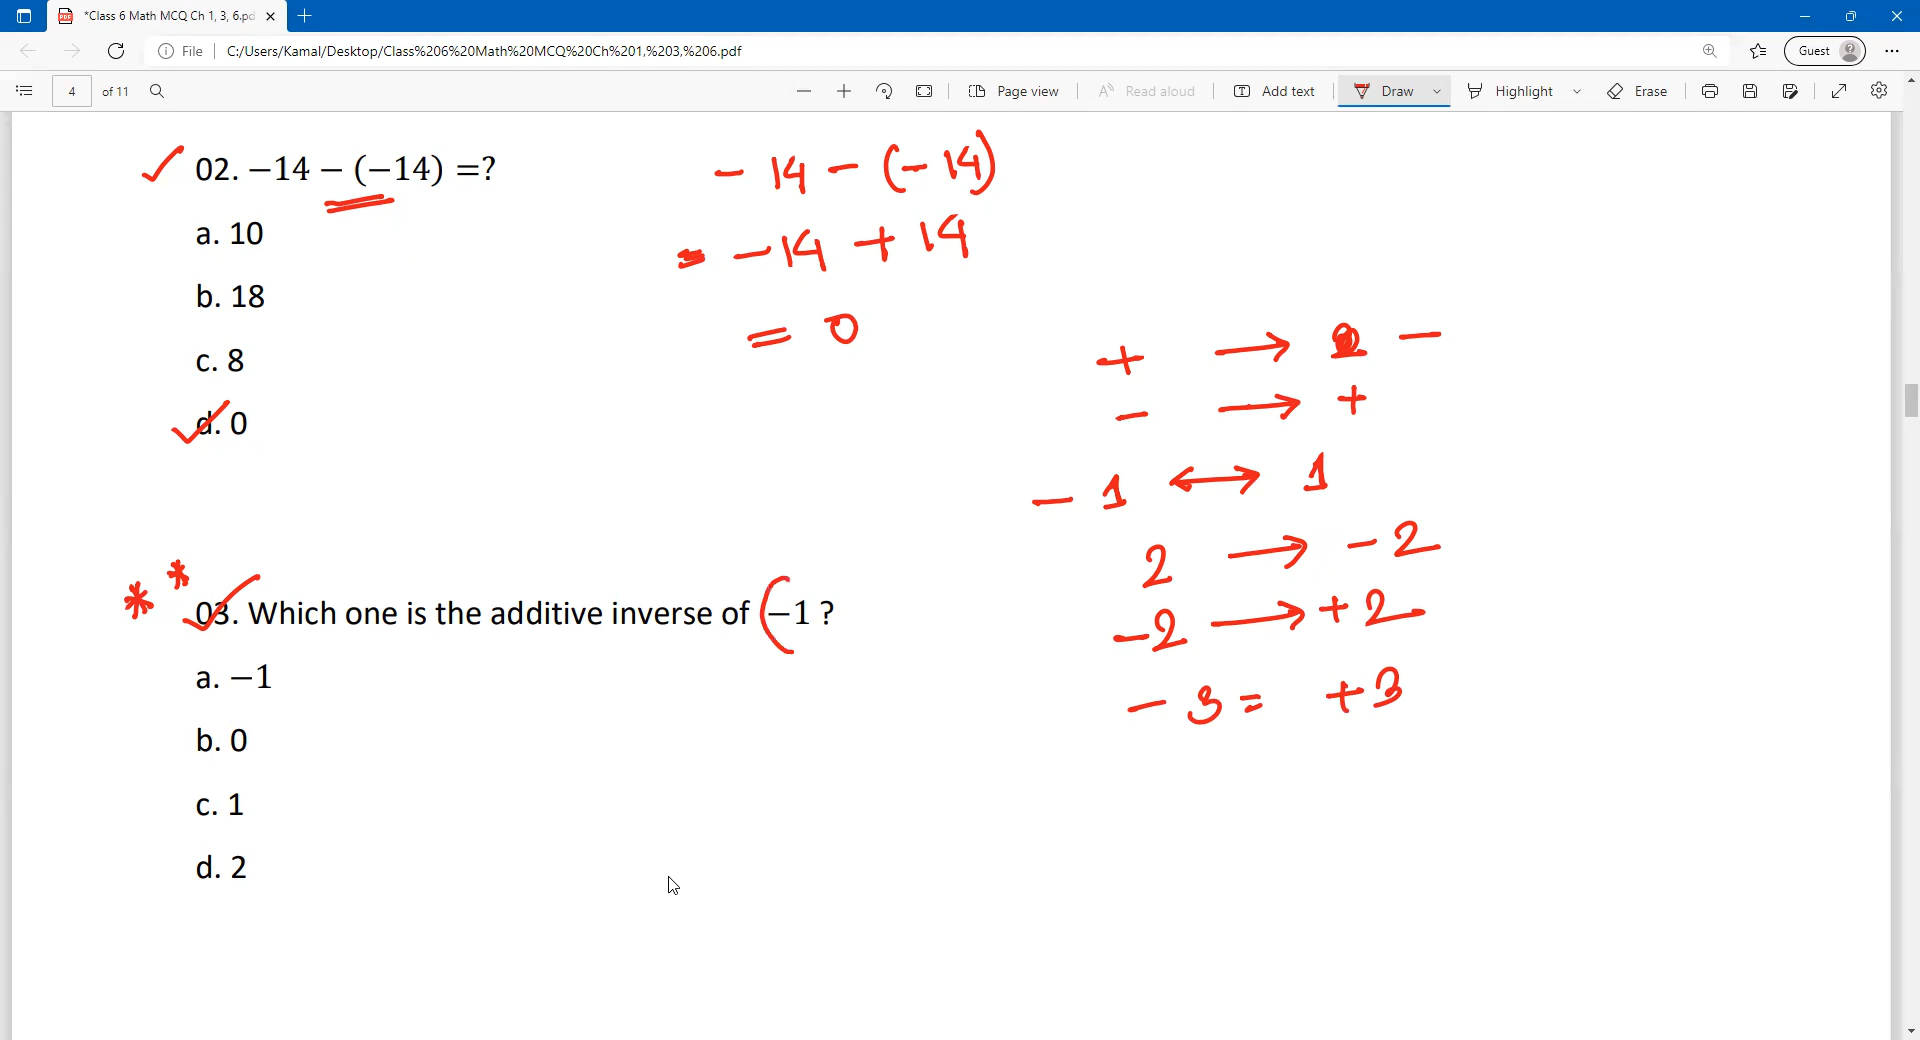 *Class 6 Math MCQ Ch 1, 3, 6.pd
File
C:/Users/Kamal/Desktop/Class%206%20Math%20MCQ%20Ch%201,%203,%206.pdf
Guest
4 of 11
Page view
Read aloud
Add text
Draw
Highlight
Erase
02. −14 − (−14) =?
a. 10
b. 18
c. 8
d. 0
- 14 - (- 14)
= -14 + 14
= 0
+ → -
- → +
- 1 ↔ 1
2 → - 2
-2 → + 2
- 3 = +3
** 03. Which one is the additive inverse of (−1 ?
a. −1
b. 0
c. 1
d. 2